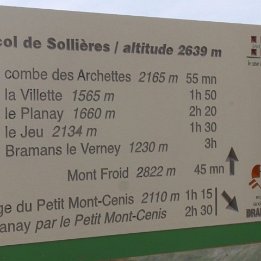 col de Sollières / altitude 2639 m
combe des Archettes 2165 m 55 mn
la Villette 1565 m 1h 50
le Planay 1660 m 2h 20
le Jeu 2134 m 1h 30
Bramans le Verney 1230 m 3h
Mont Froid 2822 m 45 mn
ge du Petit Mont-Cenis 2110 m 1h 15
anay par le Petit Mont-Cenis 2h 30